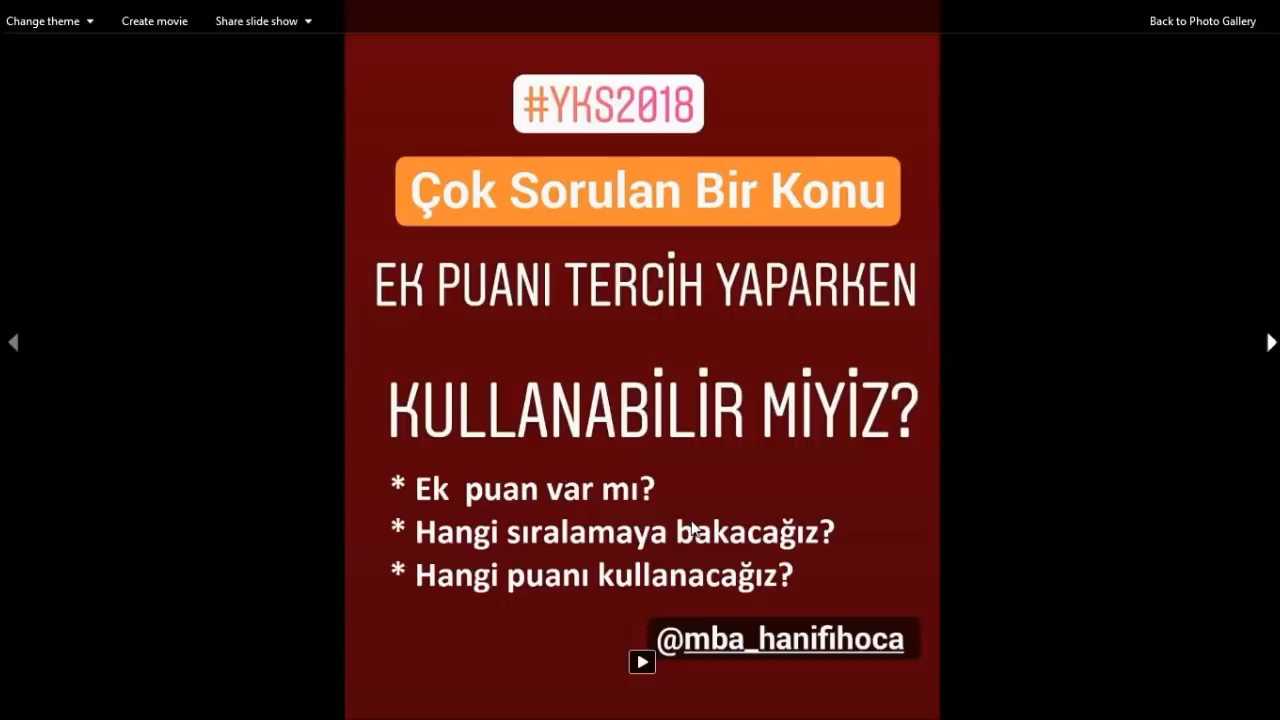 Change theme
Create movie
Share slide show
Back to Photo Gallery
#YKS2018
Çok Sorulan Bir Konu
EK PUANI TERCİH YAPARKEN
KULLANABİLİR MİYİZ?
* Ek puan var mı?
* Hangi sıralamaya bakacağız?
* Hangi puanı kullanacağız?
@mba_hanifihoca